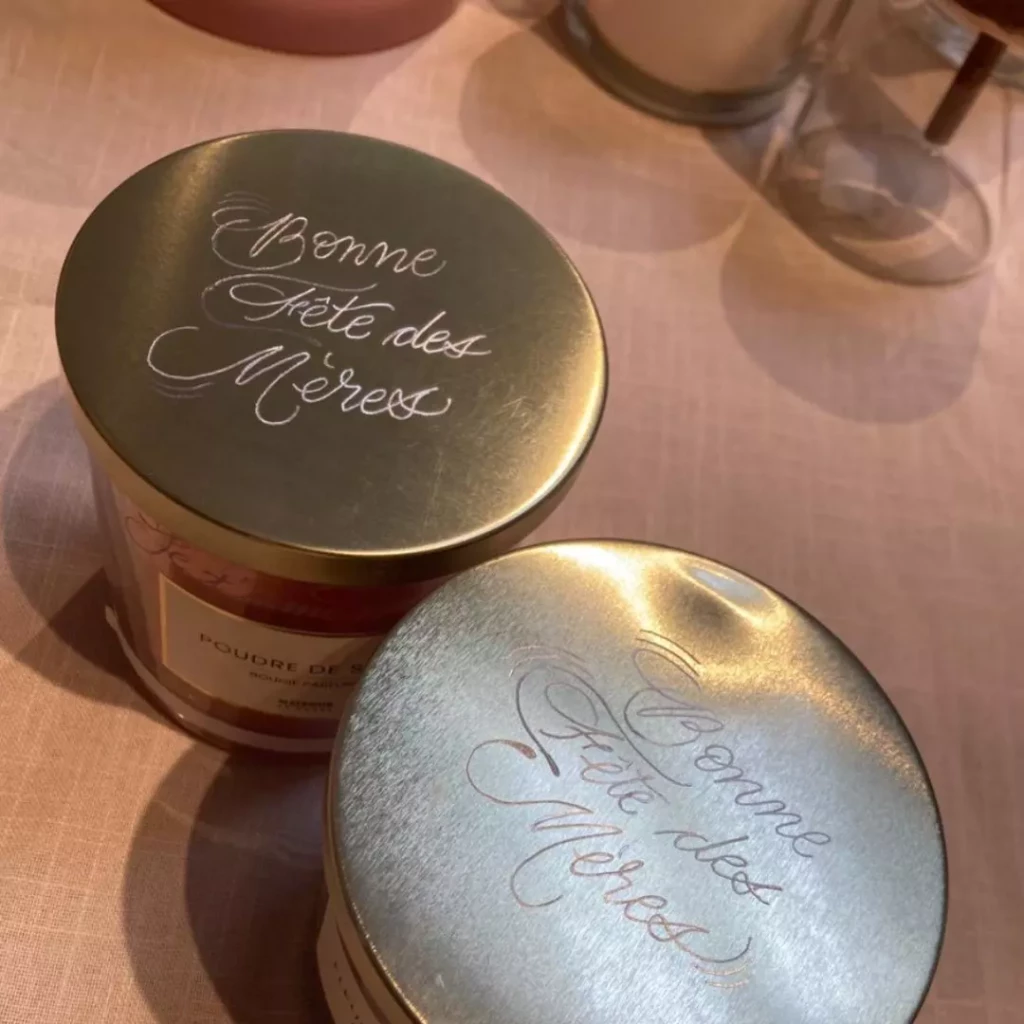 Bonne
Fête des
Mères
POUDRE DE
Bonne
Fête des
Mères